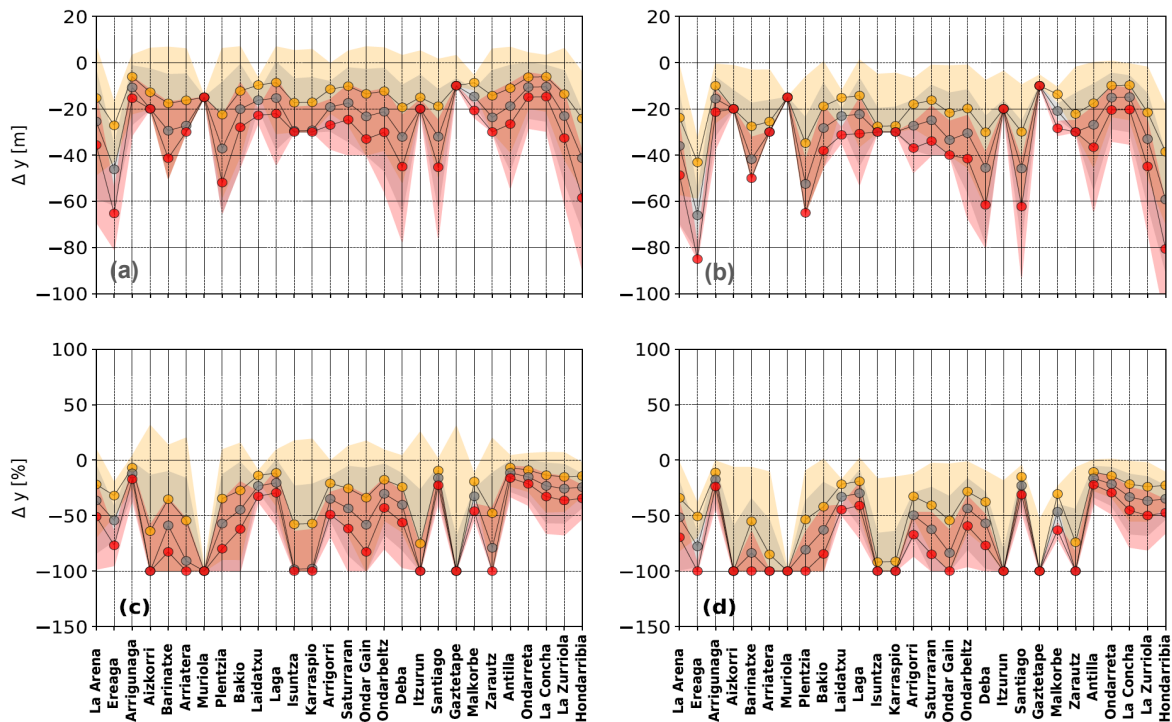 20
0
−20
−40
−60
−80
−100
Δ y [m]
(a)
20
0
−20
−40
−60
−80
−100
(b)
100
50
0
−50
−100
−150
Δ y [%]
(c)
La Arena
Ereaga
Arrigunaga
Aizkorri
Barinatxe
Arriatera
Muriola
Plentzia
Bakio
Laidatxu
Laga
Isuntza
Karraspio
Arrigorri
Saturraran
Ondar Gain
Ondarbeltz
Deba
Itzurun
Santiago
Gaztetape
Malkorbe
Zarautz
Antilla
Ondarreta
La Concha
La Zurriola
Hondarribia
100
50
0
−50
−100
−150
(d)
La Arena
Ereaga
Arrigunaga
Aizkorri
Barinatxe
Arriatera
Muriola
Plentzia
Bakio
Laidatxu
Laga
Isuntza
Karraspio
Arrigorri
Saturraran
Ondar Gain
Ondarbeltz
Deba
Itzurun
Santiago
Gaztetape
Malkorbe
Zarautz
Antilla
Ondarreta
La Concha
La Zurriola
Hondarribia